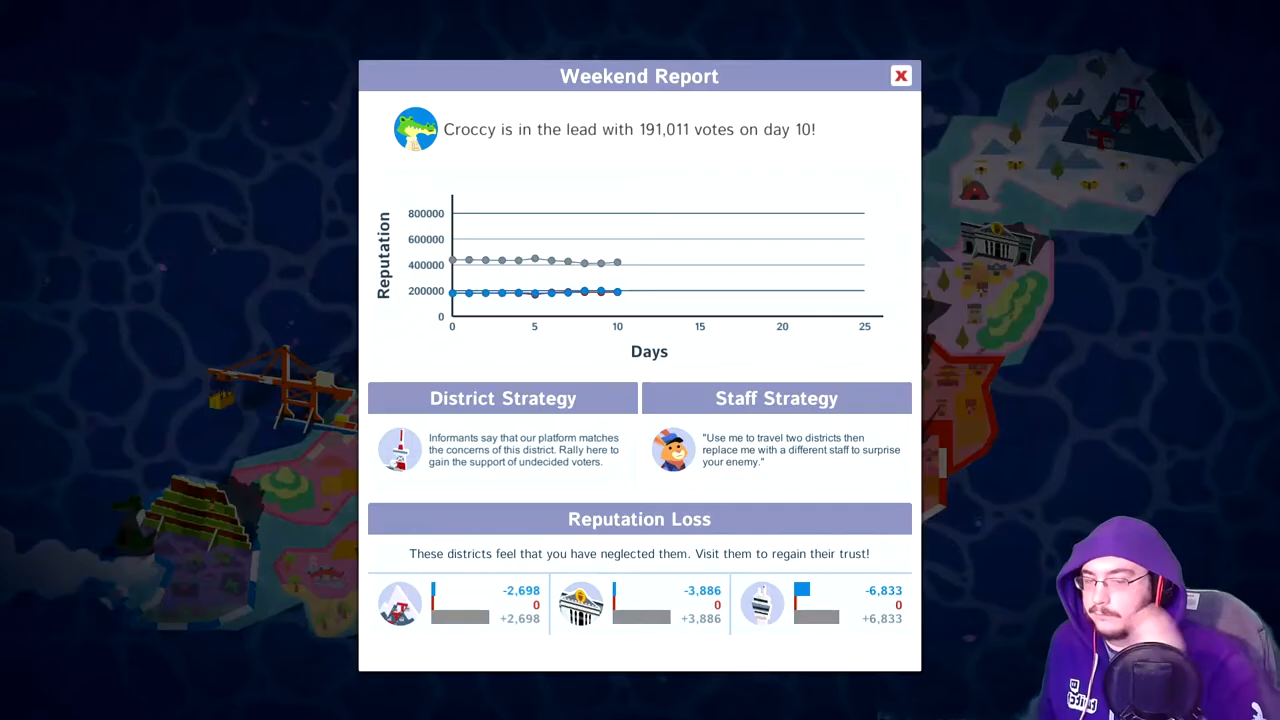 Weekend Report
X
Croccy is in the lead with 191,011 votes on day 10!
Reputation
800000
600000
400000
200000
0
0 5 10 15 20 25
Days
District Strategy
Informants say that our platform matches
the concerns of this district. Rally here to
gain the support of undecided voters.
Staff Strategy
"Use me to travel two districts then
replace me with a different staff to surprise
your enemy."
Reputation Loss
These districts feel that you have neglected them. Visit them to regain their trust!
-2,698
0
+2,698
-3,886
0
+3,886
-6,833
0
+6,833